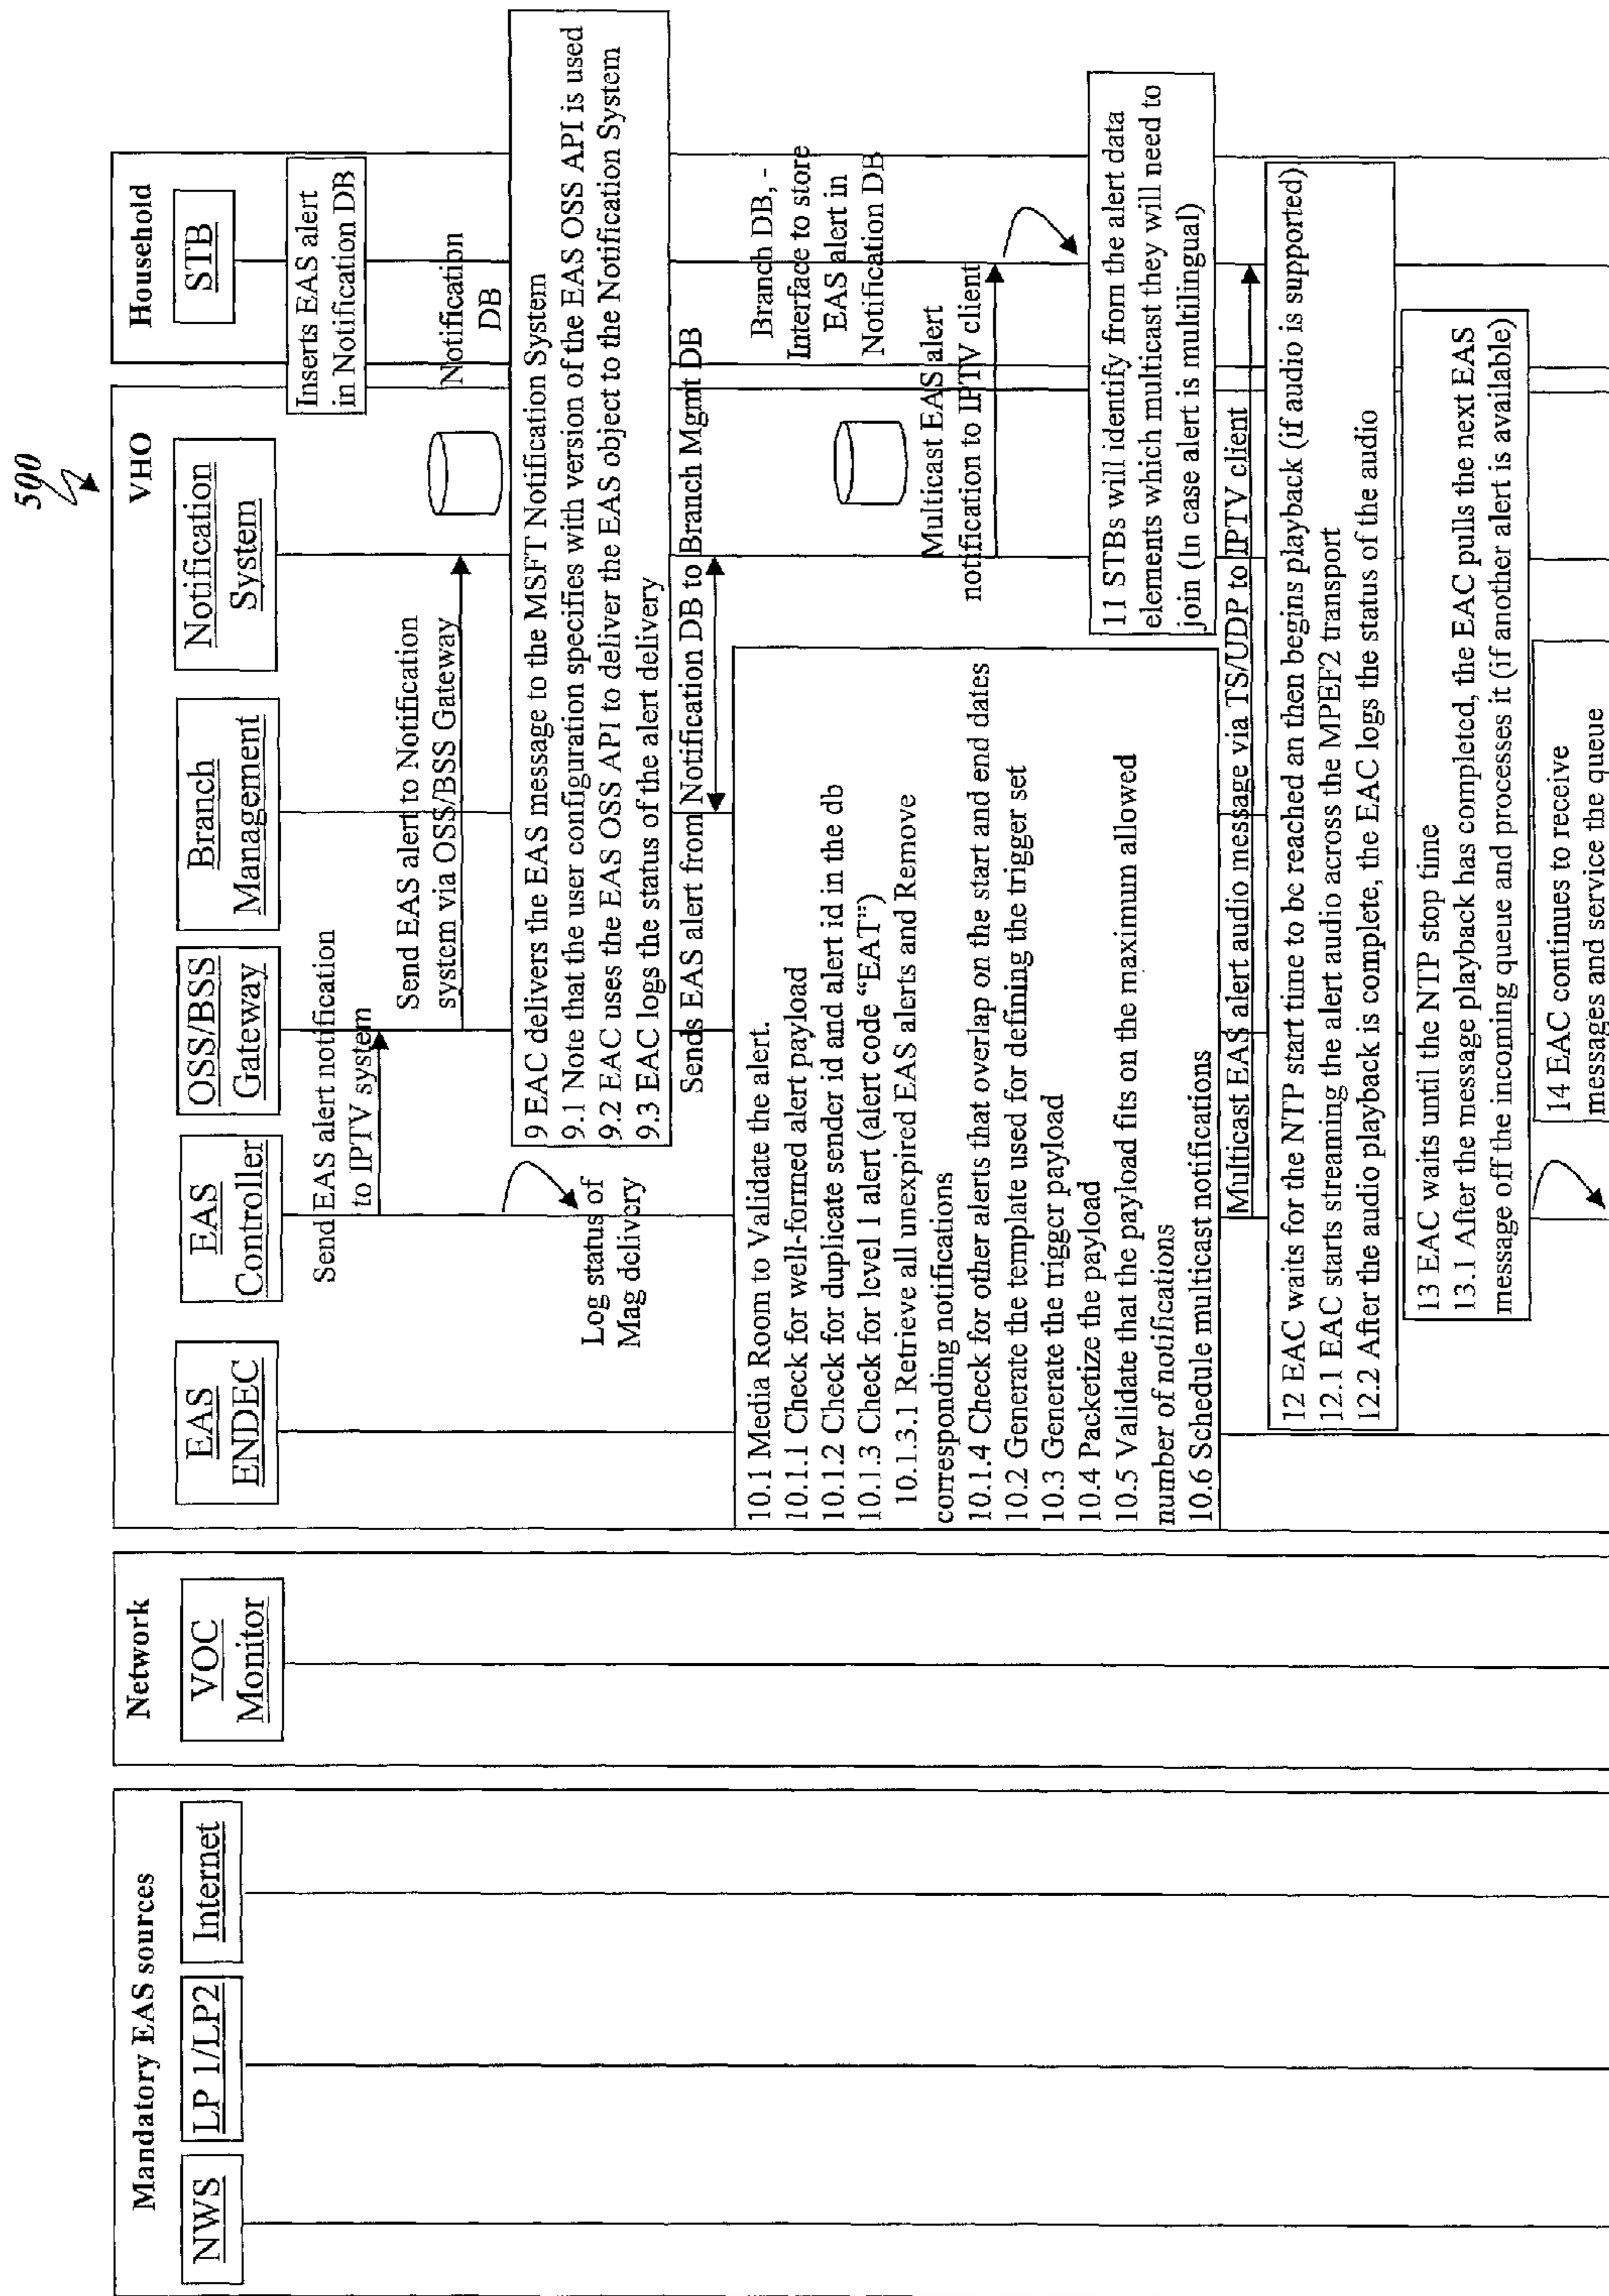 500
Mandatory EAS sources
NWS
LP 1/LP2
Internet
Network
VOC
Monitor
VHO
EAS
ENDEC
EAS
Controller
OSS/BSS
Gateway
Branch
Management
Notification
System
Household
STB
Inserts EAS alert
in Notification DB
Send EAS alert notification
to IPTV system
Send EAS alert to Notification
system via OSS/BSS Gateway
Notification
DB
Log status of
Mag delivery
9 EAC delivers the EAS message to the MSFT Notification System
9.1 Note that the user configuration specifies with version of the EAS OSS API is used
9.2 EAC uses the EAS OSS API to deliver the EAS object to the Notification System
9.3 EAC logs the status of the alert delivery
Sends EAS alert from Notification DB to Branch Mgmt DB
Branch DB, -
Interface to store
EAS alert in
Notification DB
10.1 Media Room to Validate the alert.
10.1.1 Check for well-formed alert payload
10.1.2 Check for duplicate sender id and alert id in the db
10.1.3 Check for level 1 alert (alert code “EAT”)
10.1.3.1 Retrieve all unexpired EAS alerts and Remove
corresponding notifications
10.1.4 Check for other alerts that overlap on the start and end dates
10.2 Generate the template used for defining the trigger set
10.3 Generate the trigger payload
10.4 Packetize the payload
10.5 Validate that the payload fits on the maximum allowed
number of notifications
10.6 Schedule multicast notifications
Multicast EAS alert
notification to IPTV client
11 STBs will identify from the alert data
elements which multicast they will need to
join (In case alert is multilingual)
Multicast EAS alert audio message via TS/UDP to IPTV client
12 EAC waits for the NTP start time to be reached an then begins playback (if audio is supported)
12.1 EAC starts streaming the alert audio across the MPEF2 transport
12.2 After the audio playback is complete, the EAC logs the status of the audio
13 EAC waits until the NTP stop time
13.1 After the message playback has completed, the EAC pulls the next EAS
message off the incoming queue and processes it (if another alert is available)
14 EAC continues to receive
messages and service the queue